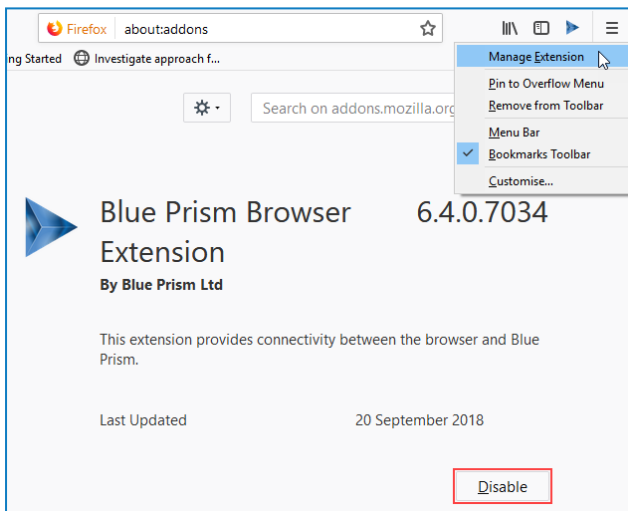 Firefox about:addons
ng Started Investigate approach f...
Manage Extension
Pin to Overflow Menu
Remove from Toolbar
Menu Bar
Bookmarks Toolbar
Customise...
Search on addons.mozilla.org
Blue Prism Browser 6.4.0.7034
Extension
By Blue Prism Ltd
This extension provides connectivity between the browser and Blue
Prism.
Last Updated 20 September 2018
Disable